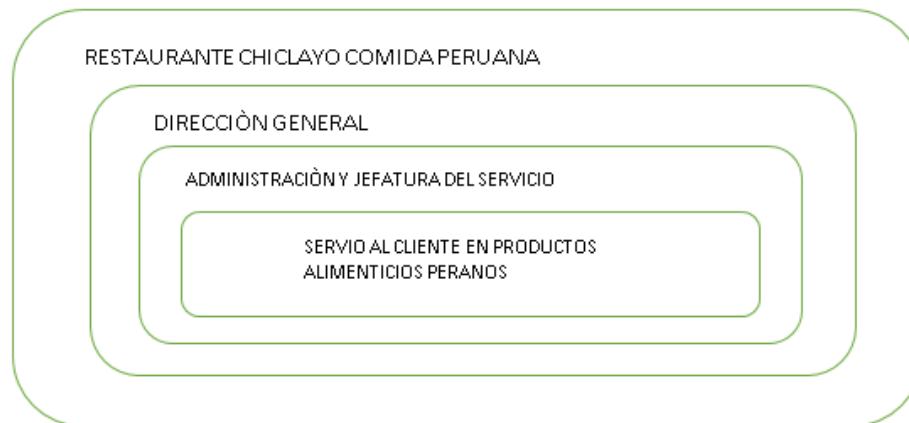 RESTAURANTE CHICLAYO COMIDA PERUANA
DIRECCIÒN GENERAL
ADMINISTRACIÒN Y JEFATURA DEL SERVICIO
SERVIO AL CLIENTE EN PRODUCTOS
ALIMENTICIOS PERANOS